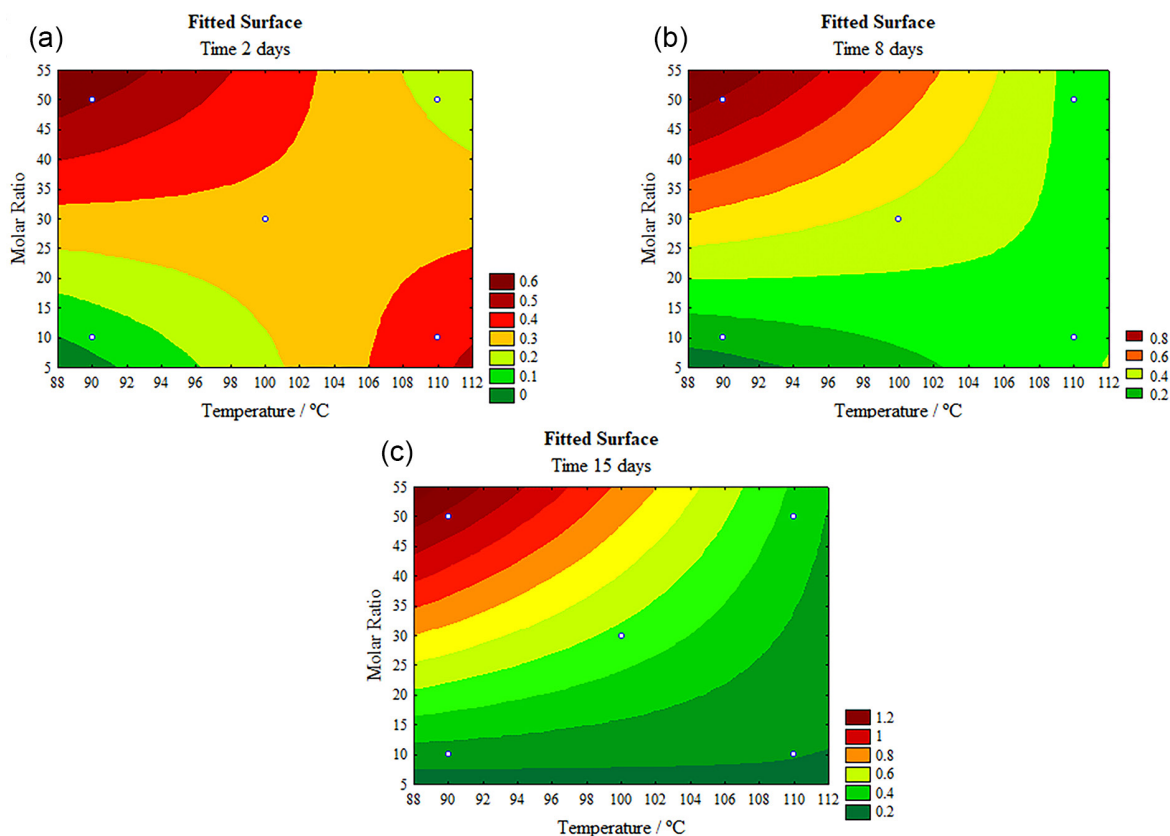 (a)
Fitted Surface
Time 2 days
55
50
45
40
35
30
25
20
15
10
5
Molar Ratio
88 90 92 94 96 98 100 102 104 106 108 110 112
Temperature / °C
0.6
0.5
0.4
0.3
0.2
0.1
0
(b)
Fitted Surface
Time 8 days
55
50
45
40
35
30
25
20
15
10
5
Molar Ratio
88 90 92 94 96 98 100 102 104 106 108 110 112
Temperature / °C
0.8
0.6
0.4
0.2
(c)
Fitted Surface
Time 15 days
55
50
45
40
35
30
25
20
15
10
5
Molar Ratio
88 90 92 94 96 98 100 102 104 106 108 110 112
Temperature / °C
1.2
1
0.8
0.6
0.4
0.2